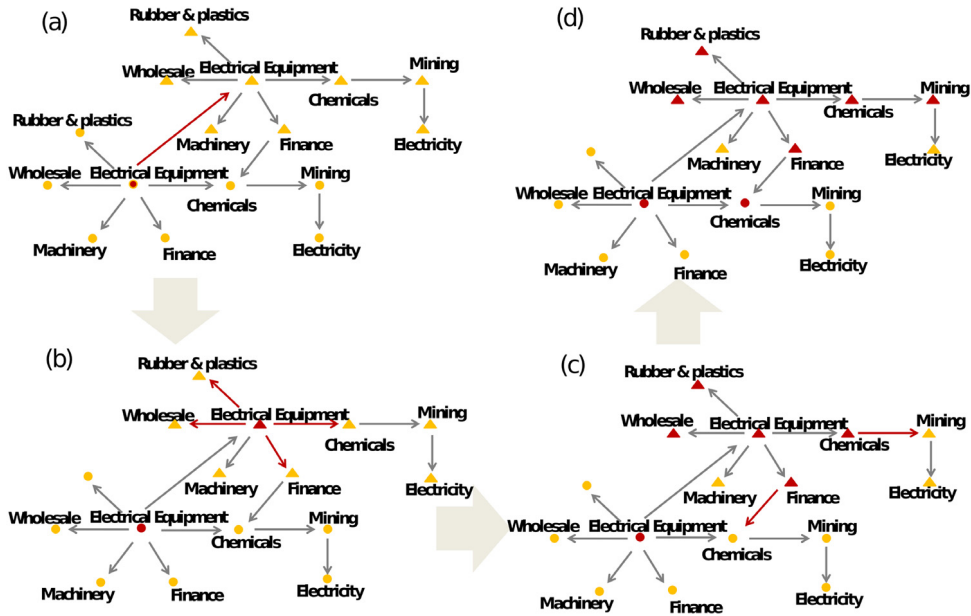 (a)
Rubber & plastics
Wholesale
Electrical Equipment
Mining
Chemicals
Machinery
Finance
Electricity
Rubber & plastics
Wholesale
Electrical Equipment
Mining
Chemicals
Machinery
Finance
Electricity
(d)
Rubber & plastics
Wholesale
Electrical Equipment
Mining
Chemicals
Machinery
Finance
Electricity
Wholesale
Electrical Equipment
Mining
Chemicals
Machinery
Finance
Electricity
(b)
Rubber & plastics
Wholesale
Electrical Equipment
Mining
Chemicals
Machinery
Finance
Electricity
Wholesale
Electrical Equipment
Mining
Chemicals
Machinery
Finance
Electricity
(c)
Rubber & plastics
Wholesale
Electrical Equipment
Mining
Chemicals
Machinery
Finance
Electricity
Wholesale
Electrical Equipment
Mining
Chemicals
Machinery
Finance
Electricity